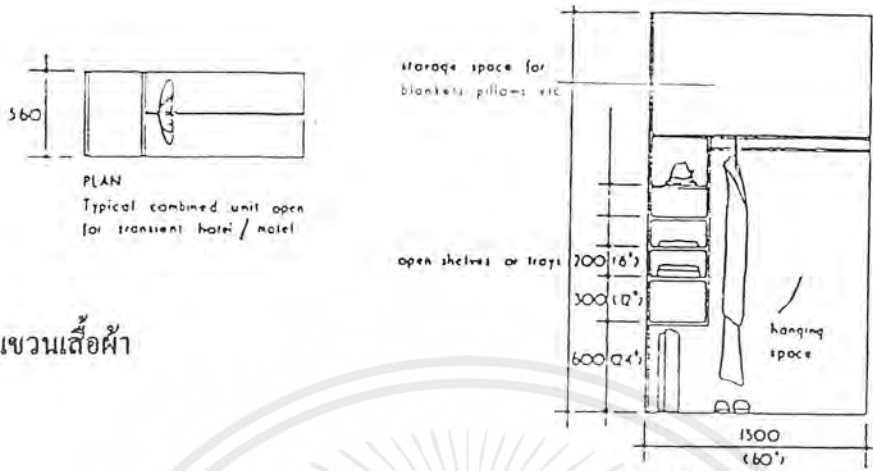 560
PLAN
Typical combined unit open
for transient hotel / motel
แขวนเสื้อผ้า
storage space for
blankets pillows etc
open shelves or trays
200 (8")
300 (12")
600 (24")
hanging
space
1500
(60")